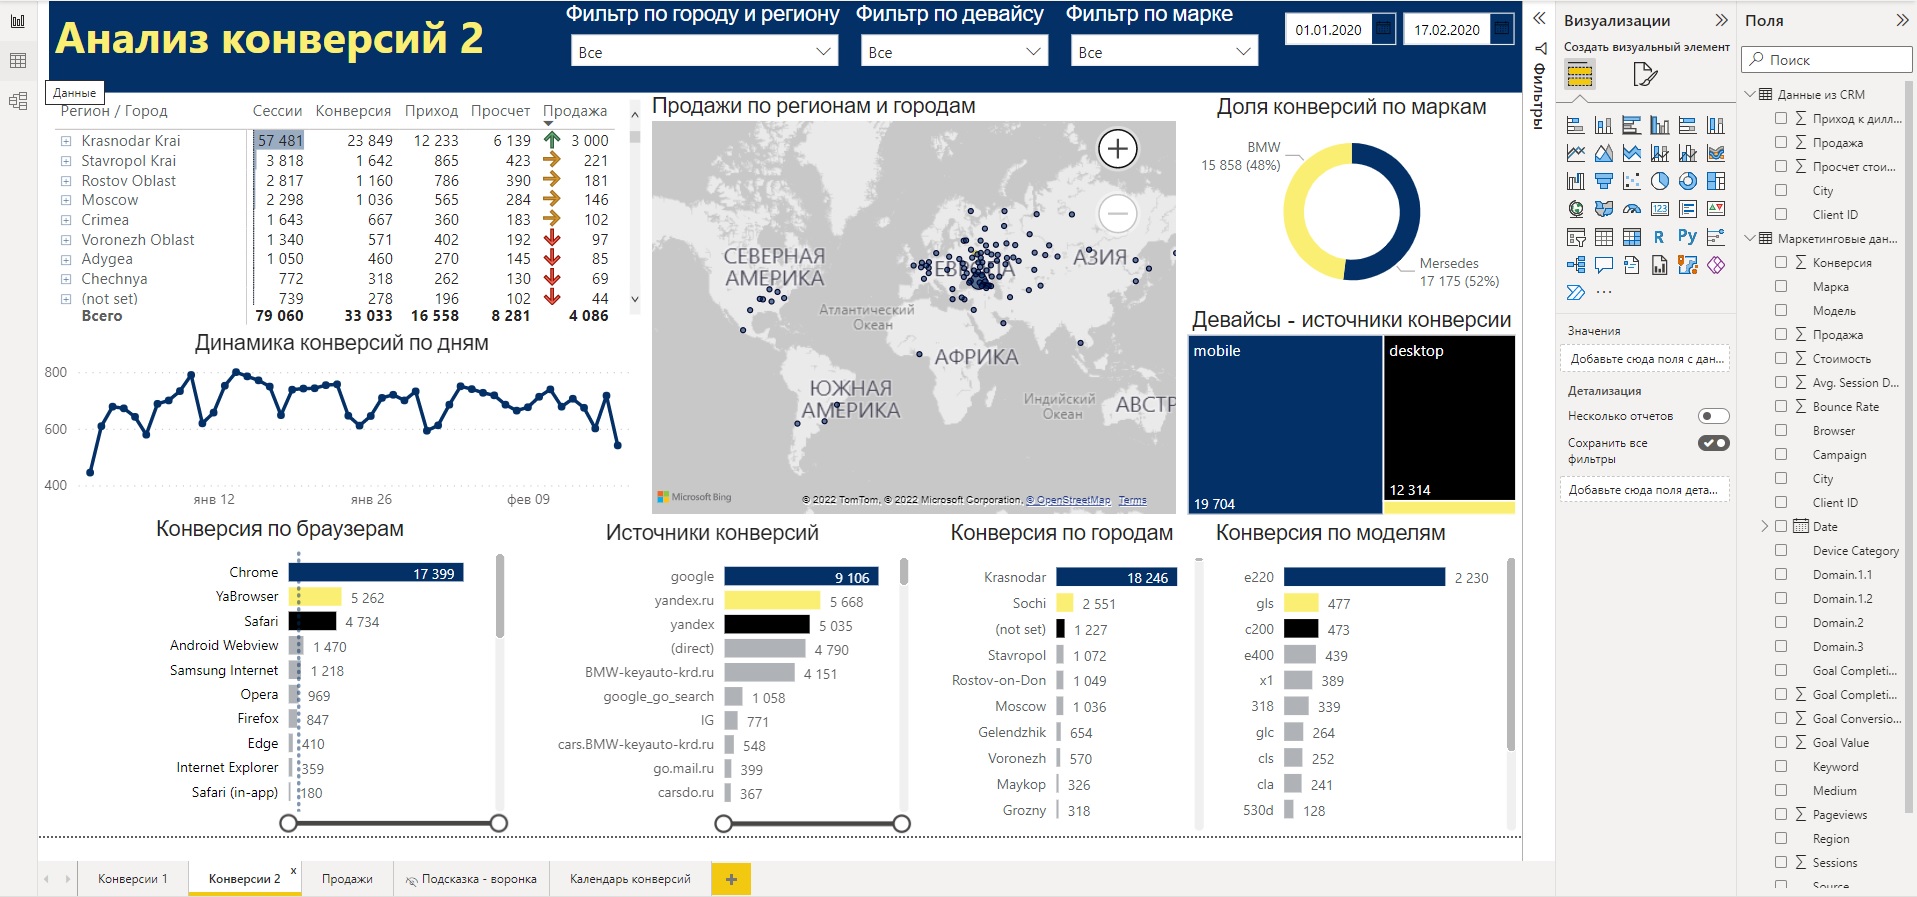 Анализ конверсий 2
Фильтр по городу и региону
Все
Фильтр по девайсу
Все
Фильтр по марке
Все
01.01.2020
17.02.2020
Данные
Регион / Город Сессии Конверсия Приход Просчет Продажа
Krasnodar Krai 57 481 23 849 12 233 6 139 3 000
Stavropol Krai 3 818 1 642 865 423 221
Rostov Oblast 2 817 1 160 786 390 181
Moscow 2 298 1 036 565 284 146
Crimea 1 643 667 360 183 102
Voronezh Oblast 1 340 571 402 192 97
Adygea 1 050 460 270 145 85
Chechnya 772 318 262 130 69
(not set) 739 278 196 102 44
Всего 79 060 33 033 16 558 8 281 4 086
Продажи по регионам и городам
СЕВЕРНАЯ
АМЕРИКА
ЕВРОПА
АЗИЯ
Атлантический
Океан
АФРИКА
ЮЖНАЯ
АМЕРИКА
Индийский
Океан
АВСТР
Microsoft Bing
© 2022 TomTom, © 2022 Microsoft Corporation, © OpenStreetMap Terms
Доля конверсий по маркам
BMW
15 858 (48%)
Mersedes
17 175 (52%)
Девайсы - источники конверсии
mobile
19 704
desktop
12 314
Динамика конверсий по дням
800
600
400
янв 12
янв 26
фев 09
Конверсия по браузерам
Chrome 17 399
YaBrowser 5 262
Safari 4 734
Android Webview 1 470
Samsung Internet 1 218
Opera 969
Firefox 847
Edge 410
Internet Explorer 359
Safari (in-app) 180
Источники конверсий
google 9 106
yandex.ru 5 668
yandex 5 035
(direct) 4 790
BMW-keyauto-krd.ru 4 151
google_go_search 1 058
IG 771
cars.BMW-keyauto-krd.ru 548
go.mail.ru 399
carsdo.ru 367
Конверсия по городам
Krasnodar 18 246
Sochi 2 551
(not set) 1 227
Stavropol 1 072
Rostov-on-Don 1 049
Moscow 1 036
Gelendzhik 654
Voronezh 570
Maykop 326
Grozny 318
Конверсия по моделям
e220 2 230
gls 477
c200 473
e400 439
x1 389
318 339
glc 264
cls 252
cla 241
530d 128
Конверсии 1
Конверсии 2
x
Продажи
Подсказка - воронка
Календарь конверсий
+
Фильтры
Визуализации
Создать визуальный элемент
R
Py
123
...
Значения
Добавьте сюда поля с дан...
Детализация
Несколько отчетов
Сохранить все
фильтры
Добавьте сюда поля дета...
Поля
Поиск
Данные из CRM
Приход к дилл...
Продажа
Просчет стои...
City
Client ID
Маркетинговые дан...
Конверсия
Марка
Модель
Продажа
Стоимость
Avg. Session D...
Bounce Rate
Browser
Campaign
City
Client ID
Date
Device Category
Domain.1.1
Domain.1.2
Domain.2
Domain.3
Goal Completi...
Goal Completi...
Goal Conversio...
Goal Value
Keyword
Medium
Pageviews
Region
Sessions
Source